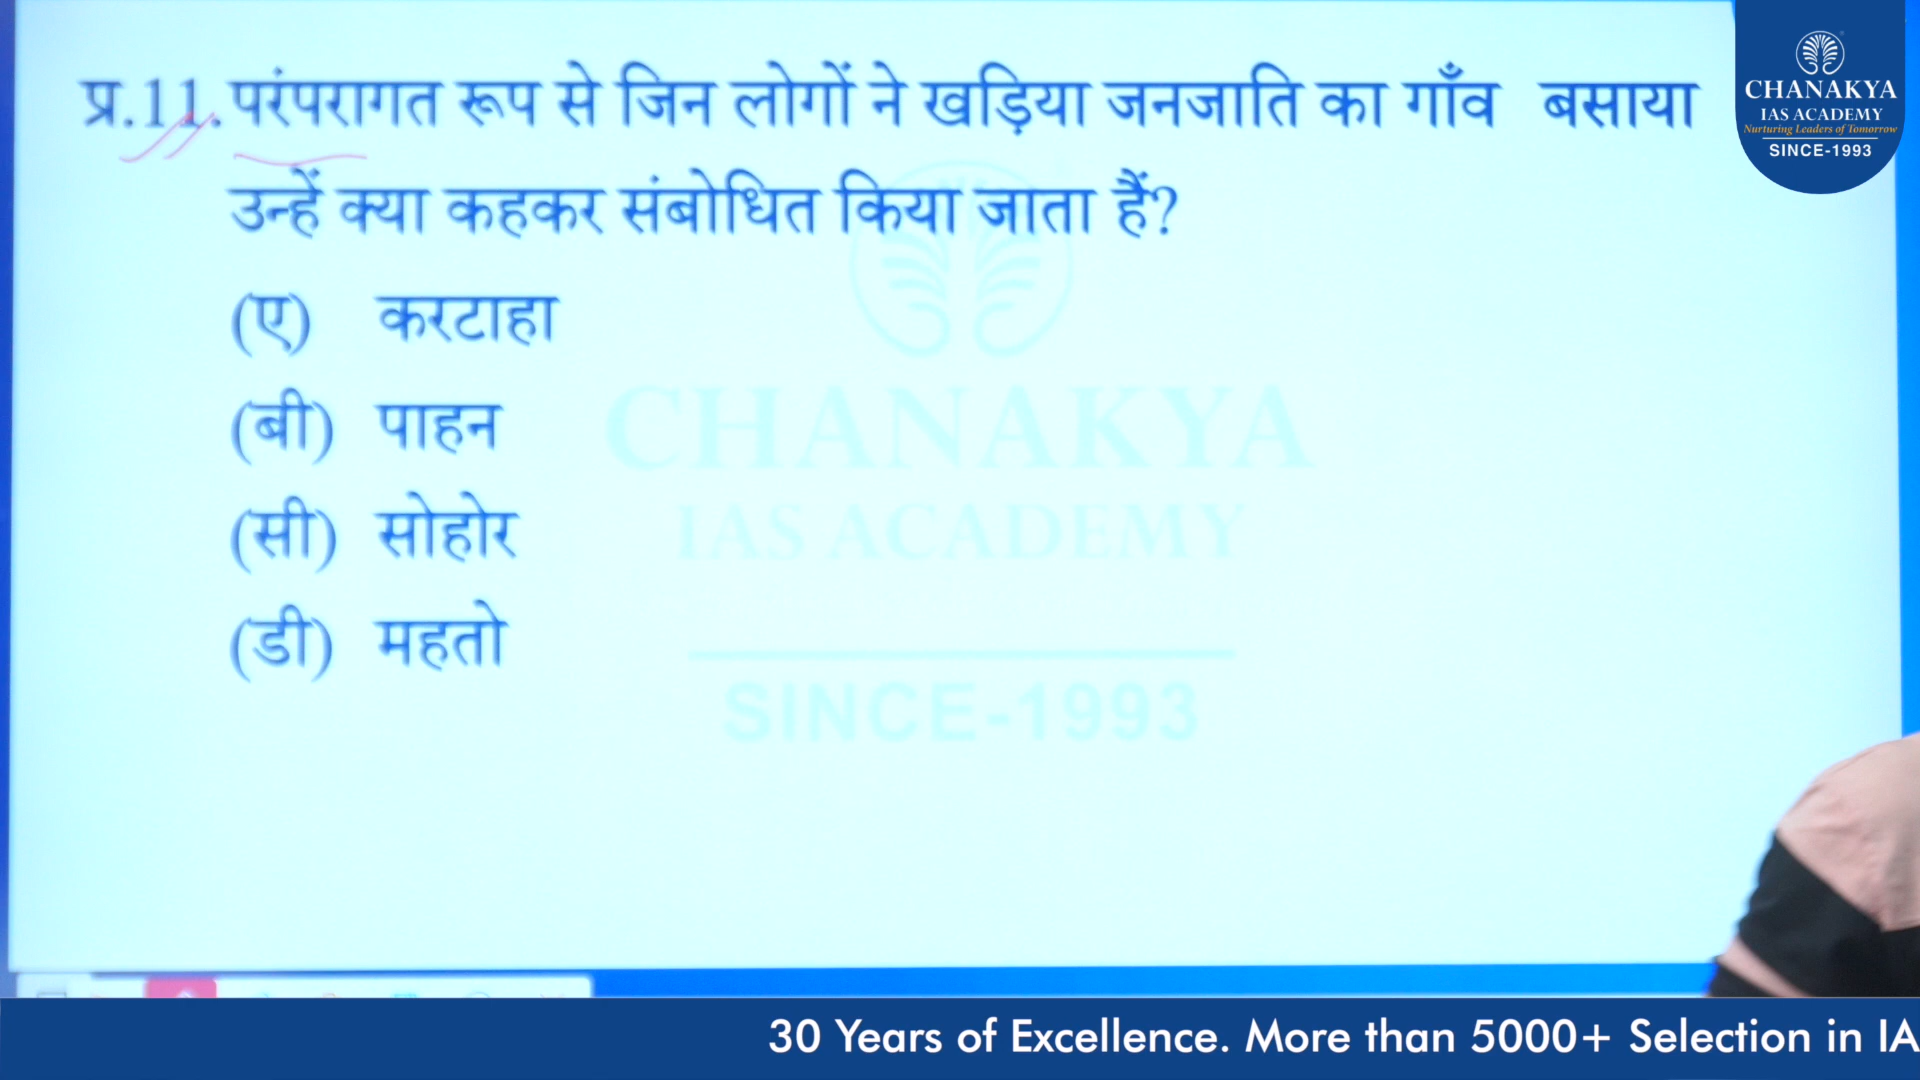 प्र.11. परंपरागत रूप से जिन लोगों ने खड़िया जनजाति का गाँव बसाया
उन्हें क्या कहकर संबोधित किया जाता हैं?
(ए) करटाहा
(बी) पाहन
(सी) सोहोर
(डी) महतो
CHANAKYA
IAS ACADEMY
SINCE-1993
CHANAKYA
IAS ACADEMY
Nurturing Leaders of Tomorrow
SINCE-1993
30 Years of Excellence. More than 5000+ Selection in IA